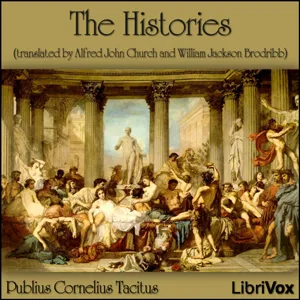 The Histories
(translated by Alfred John Church and William Jackson Brodribb)
Publius Cornelius Tacitus
LibriVox